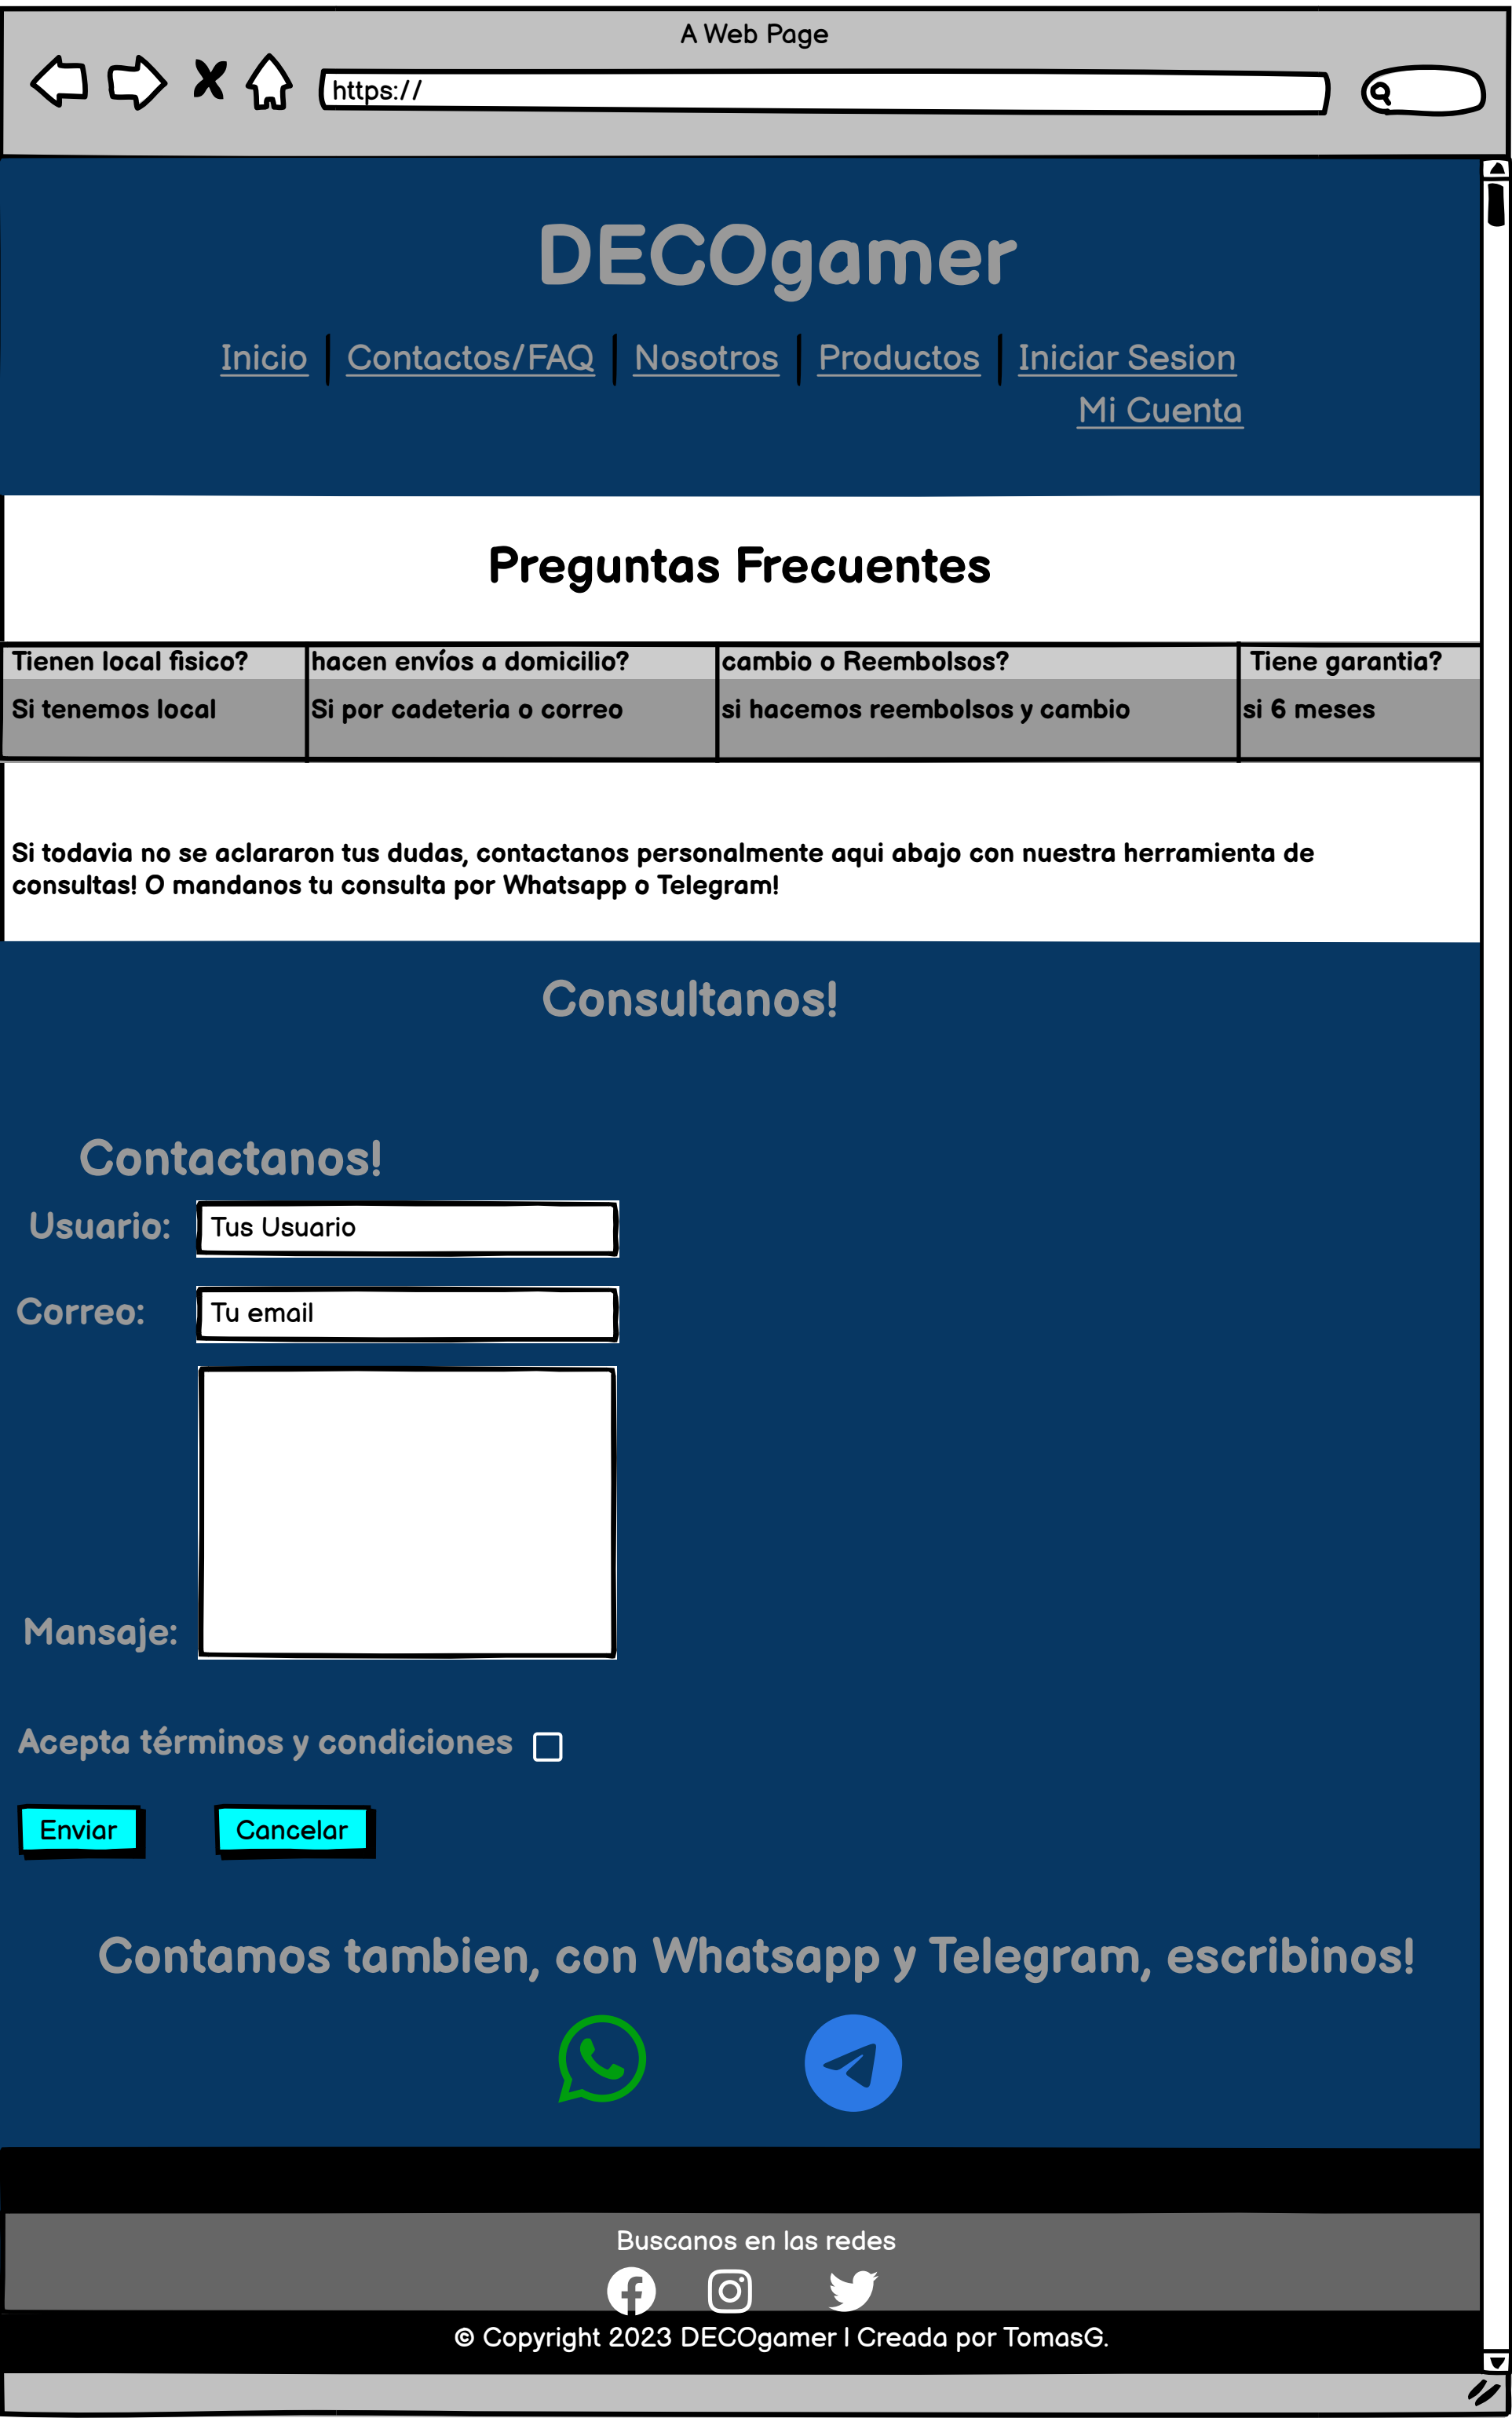 A Web Page
https://
DECOgamer
Inicio Contactos/FAQ Nosotros Productos Iniciar Sesion
Mi Cuenta
Preguntas Frecuentes
Tienen local fisico? hacen envíos a domicilio? cambio o Reembolsos? Tiene garantia?
Si tenemos local Si por cadeteria o correo si hacemos reembolsos y cambio si 6 meses
Si todavia no se aclararon tus dudas, contactanos personalmente aqui abajo con nuestra herramienta de
consultas! O mandanos tu consulta por Whatsapp o Telegram!
Consultanos!
Contactanos!
Usuario: Tus Usuario
Correo: Tu email
Mansaje:
Acepta términos y condiciones
Enviar Cancelar
Contamos tambien, con Whatsapp y Telegram, escribinos!
Buscanos en las redes
© Copyright 2023 DECOgamer | Creada por TomasG.